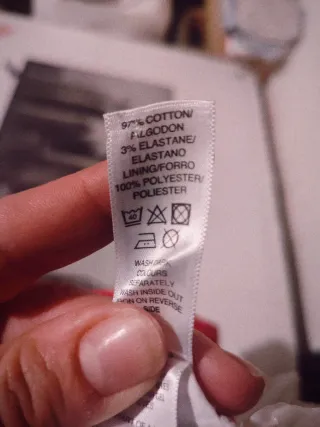 97% COTTON/
ALGODON
3% ELASTANE/
ELASTANO
LINING/FORRO
100% POLYESTER/
POLIESTER
40
WASH DARK
COLOURS
SEPARATELY
WASH INSIDE OUT
IRON ON REVERSE
SIDE